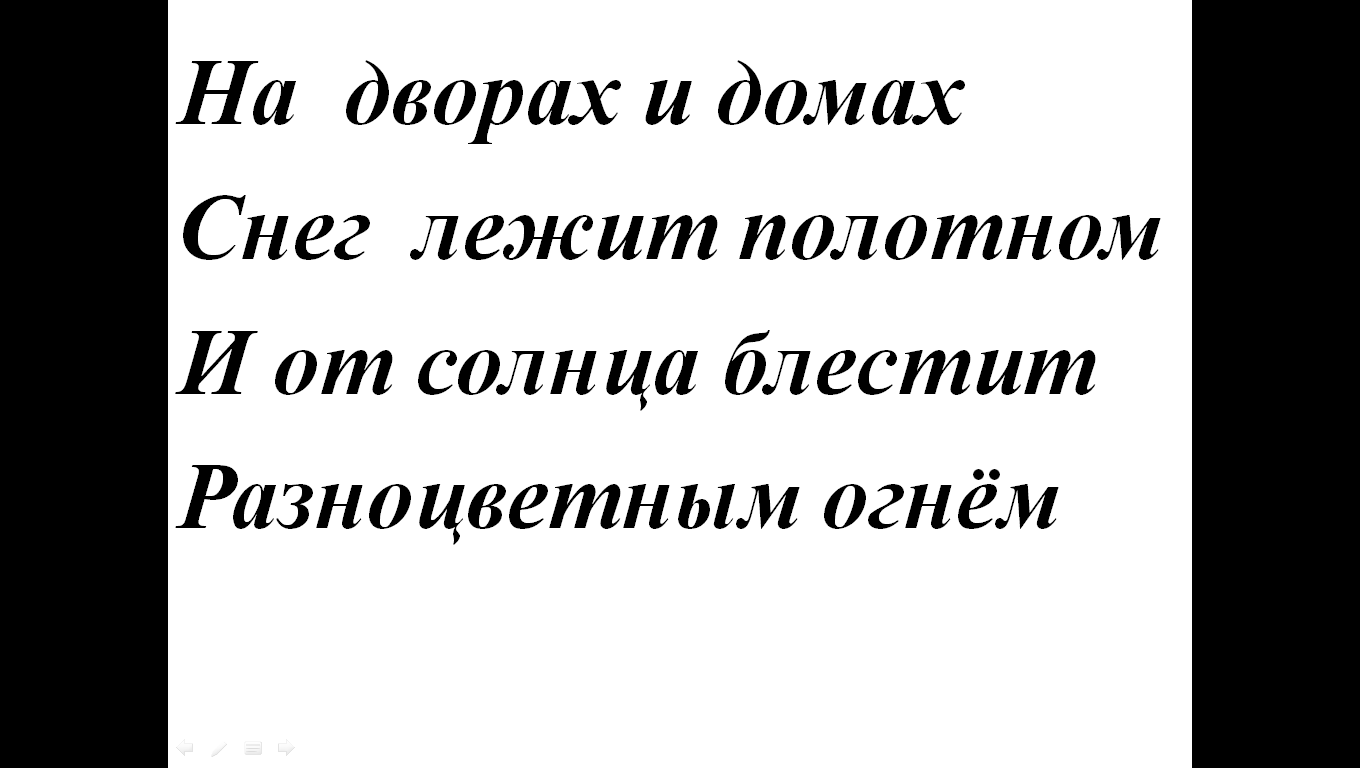 На дворах и домах
Снег лежит полотном
И от солнца блестит
Разноцветным огнём